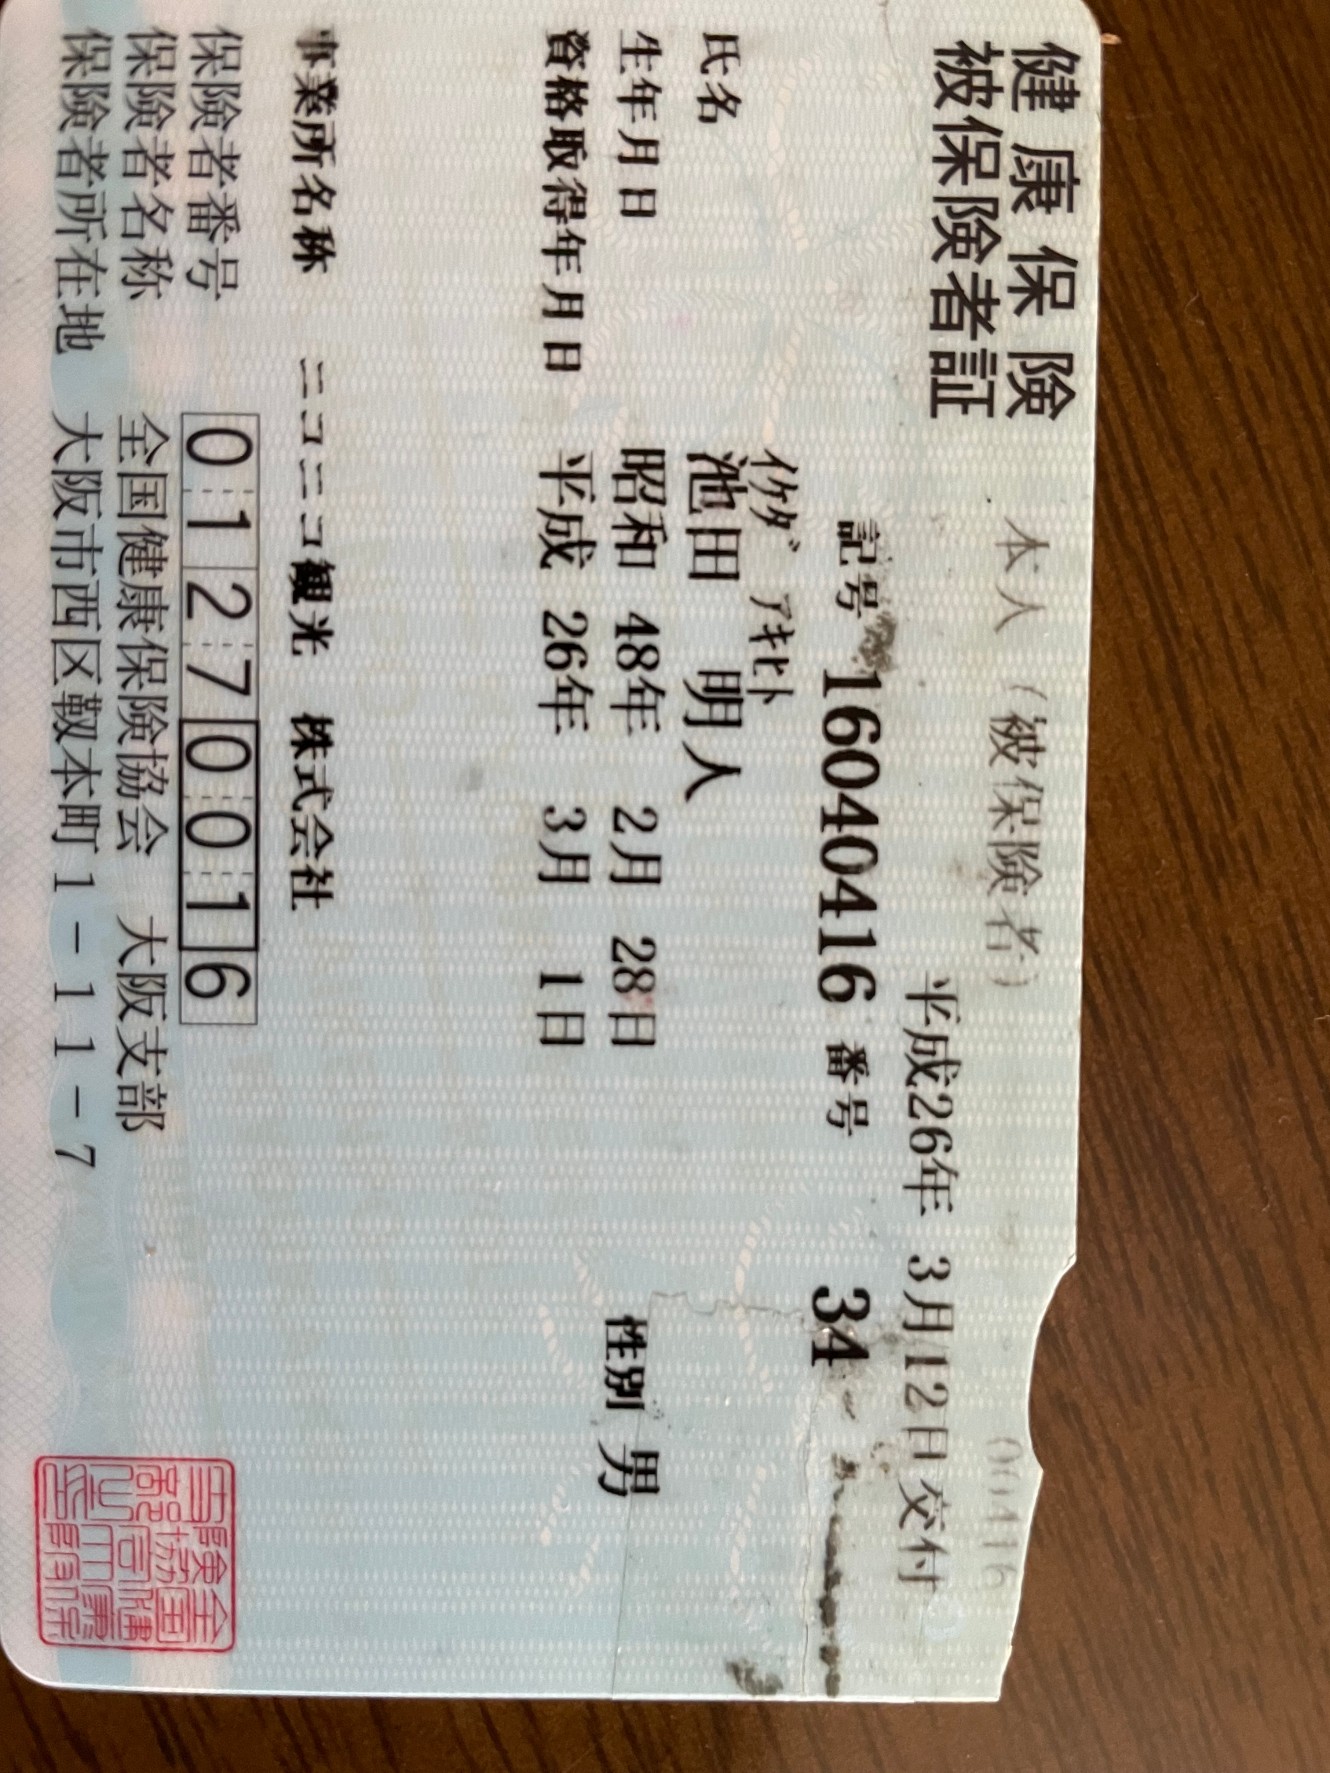 健康保険 本人（被保険者） 00416
被保険者証 平成26年 3月12日交付
記号 16040416 番号 34
ｲｹﾀﾞ ｱｷﾋﾄ
氏名 池田 明人
生年月日 昭和 48年 2月 28日 性別 男
資格取得年月日 平成 26年 3月 1日
事業所名称 ニコニコ観光 株式会社
保険者番号 01270016
保険者名称 全国健康保険協会 大阪支部
保険者所在地 大阪市西区靱本町1-11-7